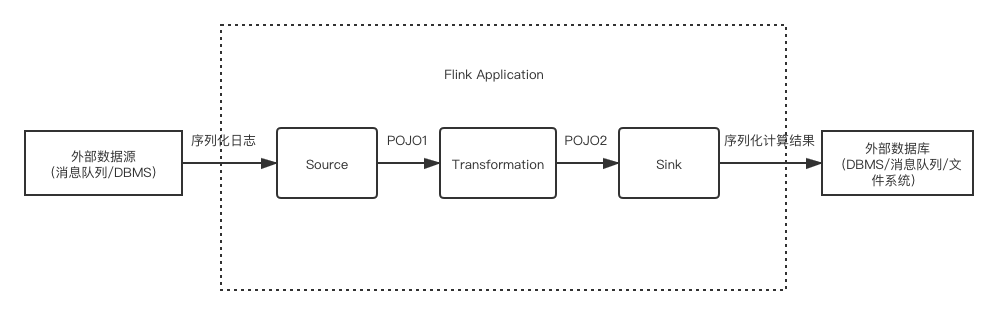 Flink Application
序列化日志
POJO1
POJO2
序列化计算结果
外部数据源
（消息队列/DBMS）
Source
Transformation
Sink
外部数据库
（DBMS/消息队列/文
件系统）